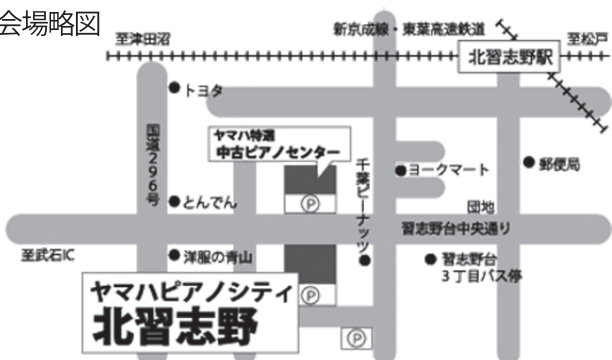 会場略図
至津田沼
新京成線・東葉高速鉄道
北習志野駅
至松戸
トヨタ
国道296号
ヤマハ特選
中古ピアノセンター
P
千葉ピーナッツ
ヨークマート
郵便局
とんでん
団地
習志野台中央通り
至武石IC
洋服の青山
習志野台
3丁目バス停
P
ヤマハピアノシティ
北習志野
P